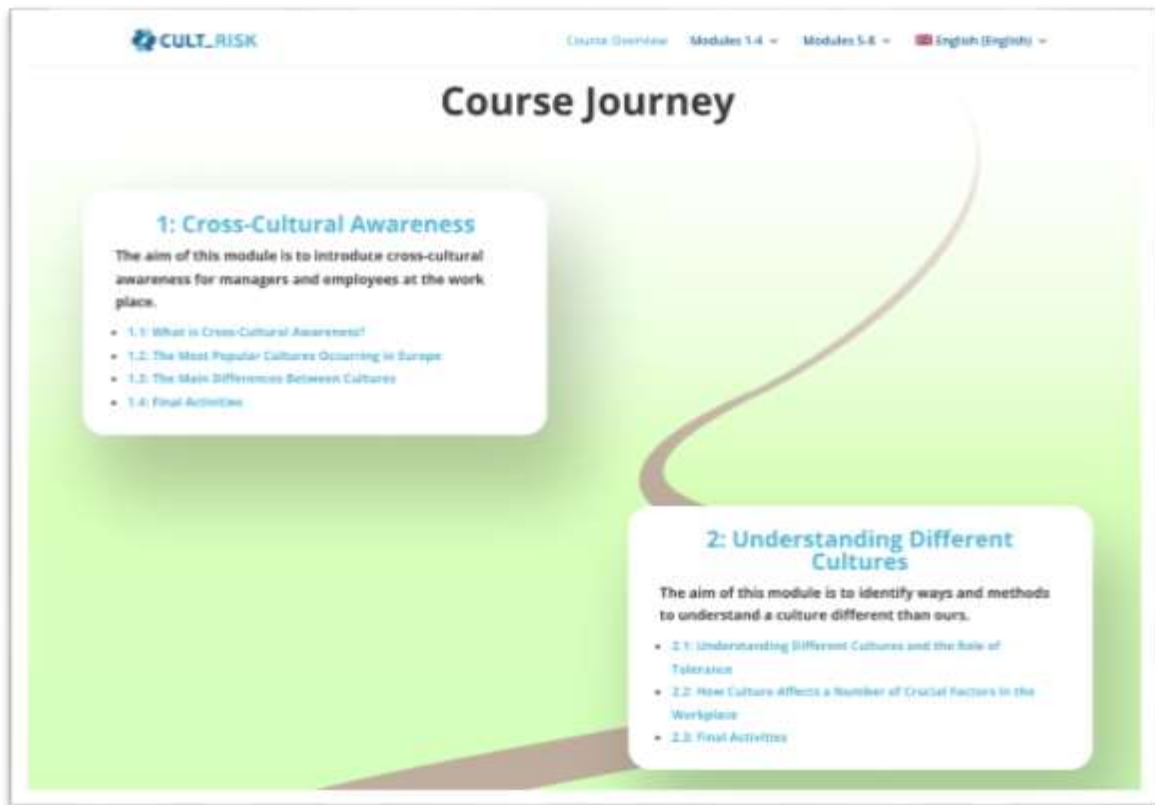 CULT_RISK
Course Overview
Modules 1-4
Modules 5-8
English (English)
Course Journey
1: Cross-Cultural Awareness
The aim of this module is to introduce cross-cultural
awareness for managers and employees at the work
place.
1.1: What is Cross-Cultural Awareness?
1.2: The Most Popular Cultures Occurring in Europe
1.3: The Main Differences Between Cultures
1.4: Final Activities
2: Understanding Different
Cultures
The aim of this module is to identify ways and methods
to understand a culture different than ours.
2.1: Understanding Different Cultures and the Role of
Tolerance
2.2: How Culture Affects a Number of Crucial Factors in the
Workplace
2.3: Final Activities